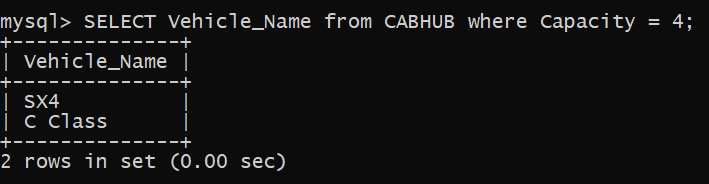 mysql> SELECT Vehicle_Name from CABHUB where Capacity = 4;
+--------------+
| Vehicle_Name |
+--------------+
| SX4          |
| C Class      |
+--------------+
2 rows in set (0.00 sec)